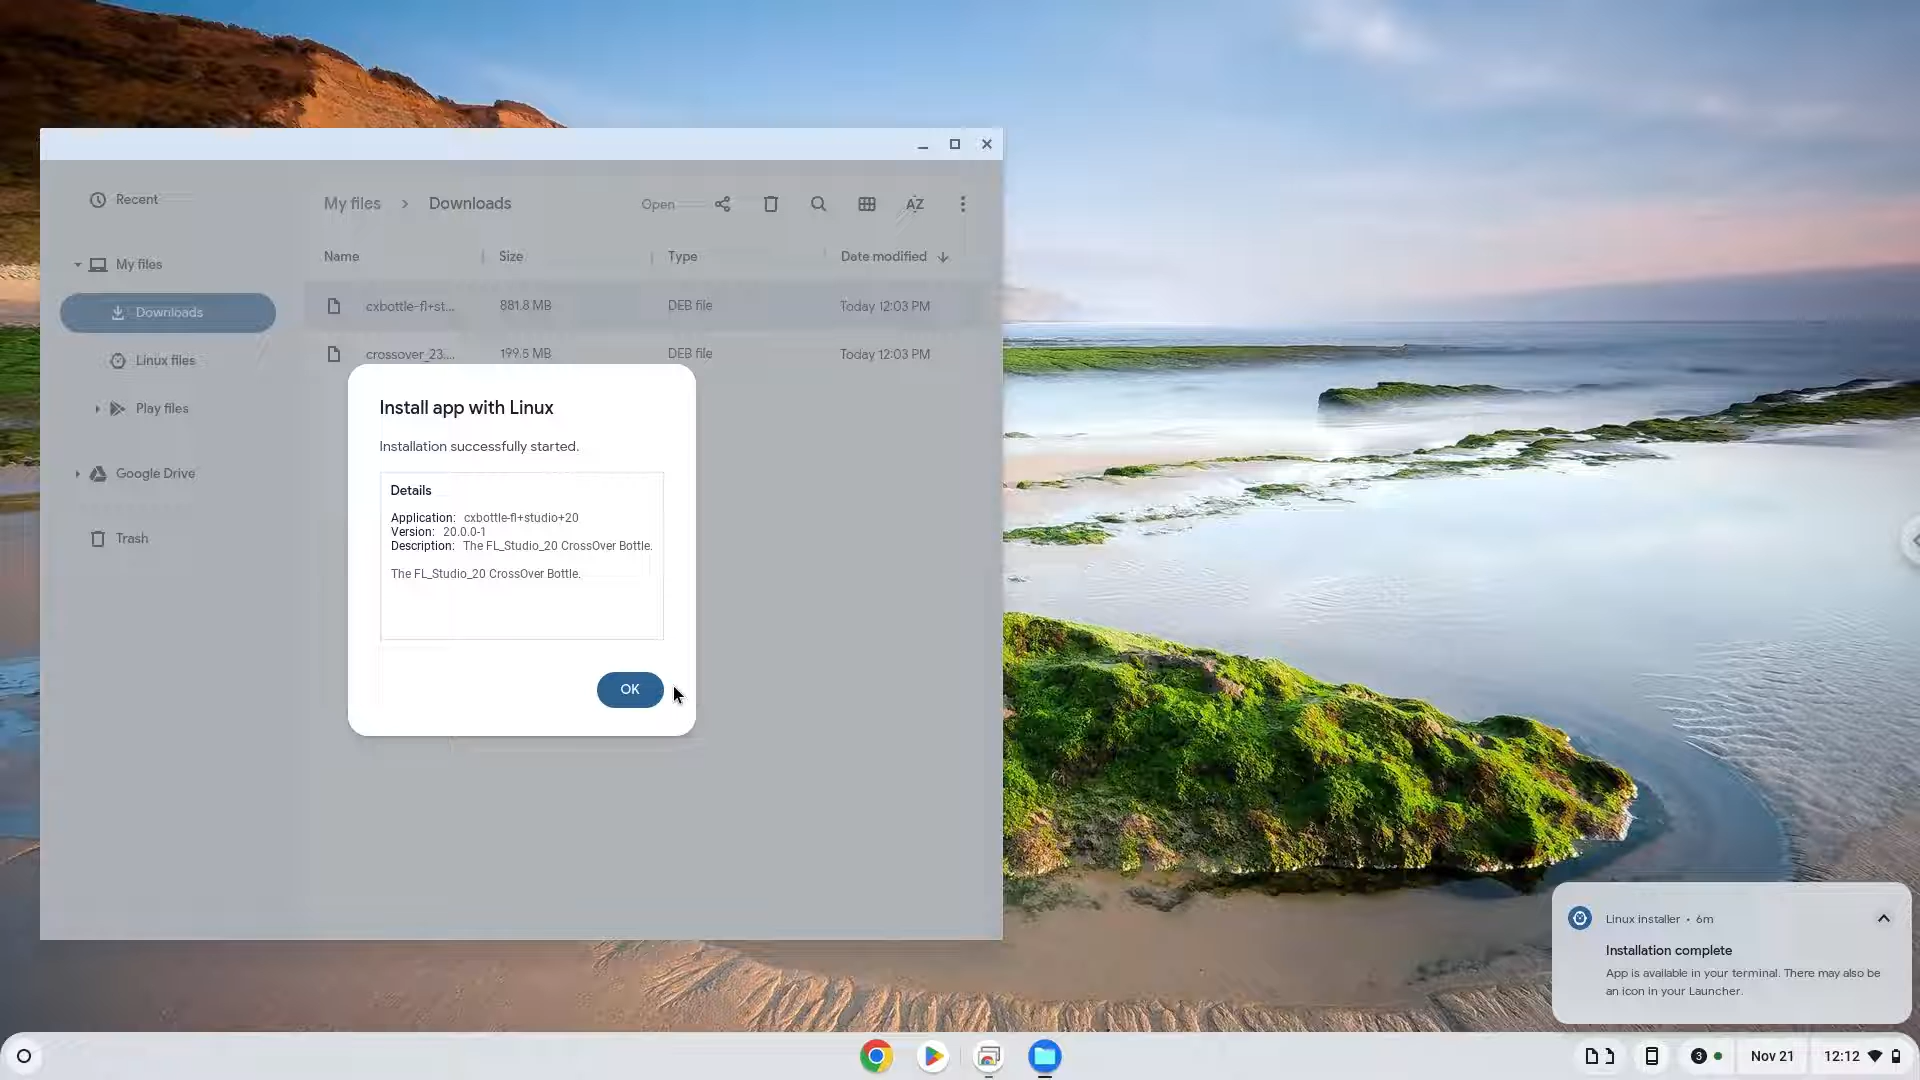 Recent
My files
Downloads
Linux files
Play files
Google Drive
Trash
My files > Downloads
Open
AZ
Name Size Type Date modified
cxbottle-fl+st... 881.8 MB DEB file Today 12:03 PM
crossover_23.... 199.5 MB DEB file Today 12:03 PM
Install app with Linux
Installation successfully started.
Details
Application: cxbottle-fl+studio+20
Version: 20.0.0-1
Description: The FL_Studio_20 CrossOver Bottle.
The FL_Studio_20 CrossOver Bottle.
OK
Linux installer • 6m
Installation complete
App is available in your terminal. There may also be
an icon in your Launcher.
3
Nov 21
12:12